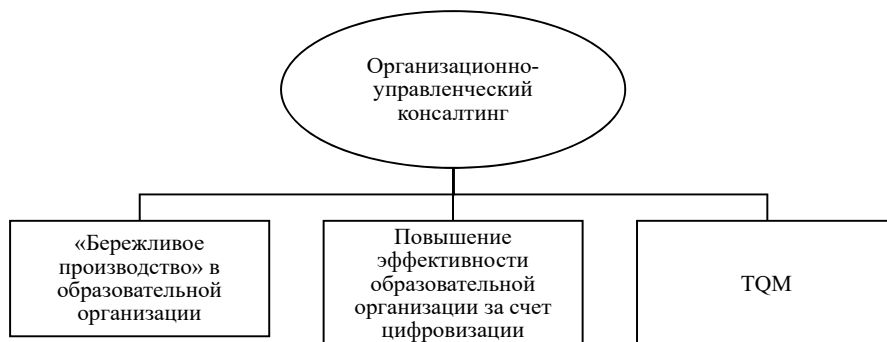 Организационно-
управленческий
консалтинг
«Бережливое
производство» в
образовательной
организации
Повышение
эффективности
образовательной
организации за счет
цифровизации
TQM